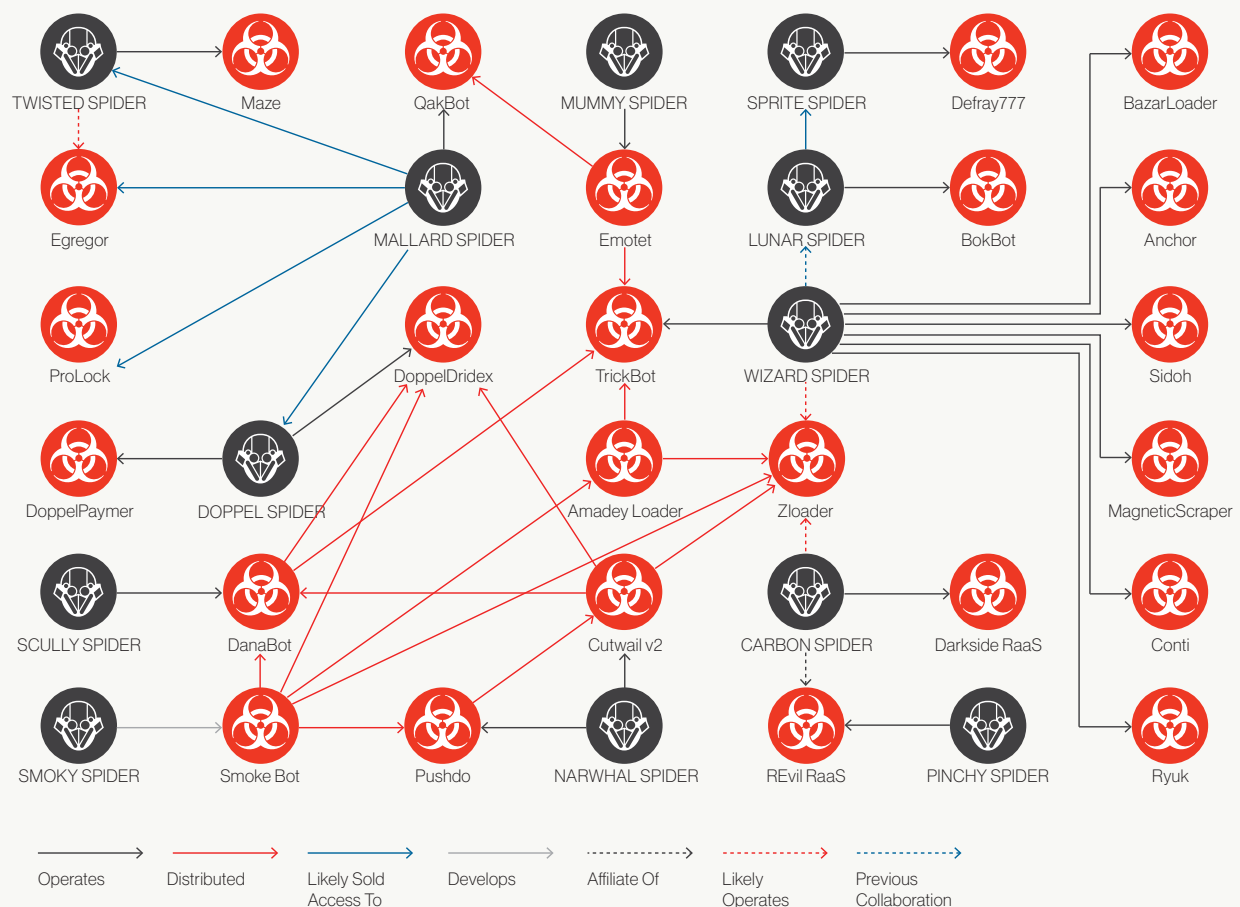 TWISTED SPIDER
Maze
QakBot
MUMMY SPIDER
SPRITE SPIDER
Defray777
BazarLoader
Egregor
MALLARD SPIDER
Emotet
LUNAR SPIDER
BokBot
Anchor
ProLock
DoppelDridex
TrickBot
WIZARD SPIDER
Sidoh
DoppelPaymer
DOPPEL SPIDER
Amadey Loader
Zloader
MagneticScraper
SCULLY SPIDER
DanaBot
Cutwail v2
CARBON SPIDER
Darkside RaaS
Conti
SMOKY SPIDER
Smoke Bot
Pushdo
NARWHAL SPIDER
REvil RaaS
PINCHY SPIDER
Ryuk
Operates
Distributed
Likely Sold
Access To
Develops
Affiliate Of
Likely
Operates
Previous
Collaboration